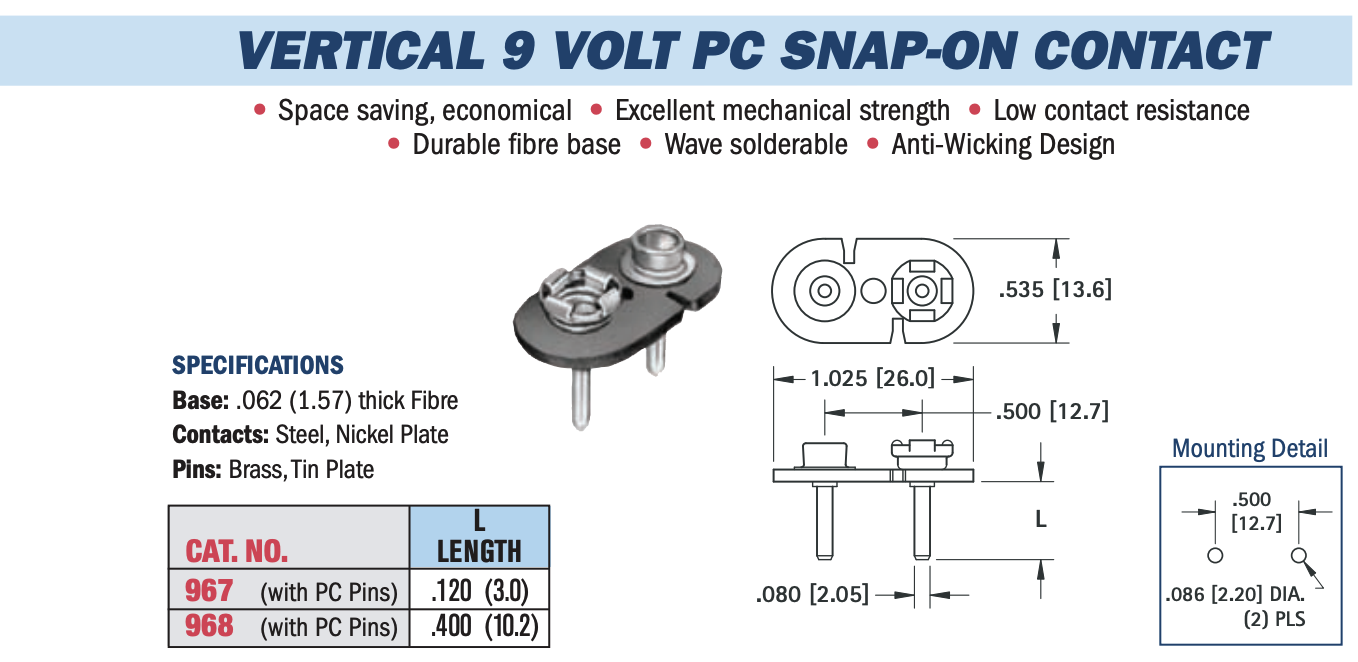 VERTICAL 9 VOLT PC SNAP-ON CONTACT
• Space saving, economical • Excellent mechanical strength • Low contact resistance
• Durable fibre base • Wave solderable • Anti-Wicking Design
.535 [13.6]
1.025 [26.0]
.500 [12.7]
L
.080 [2.05]
SPECIFICATIONS
Base: .062 (1.57) thick Fibre
Contacts: Steel, Nickel Plate
Pins: Brass, Tin Plate
CAT. NO. L LENGTH
967 (with PC Pins) .120 (3.0)
968 (with PC Pins) .400 (10.2)
Mounting Detail
.500
[12.7]
.086 [2.20] DIA.
(2) PLS